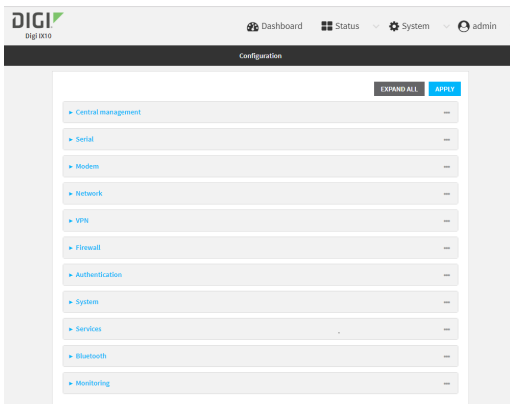 DIGI
Digi IX10
Dashboard
Status
System
admin
Configuration
EXPAND ALL
APPLY
Central management
Serial
Modem
Network
VPN
Firewall
Authentication
System
Services
Bluetooth
Monitoring